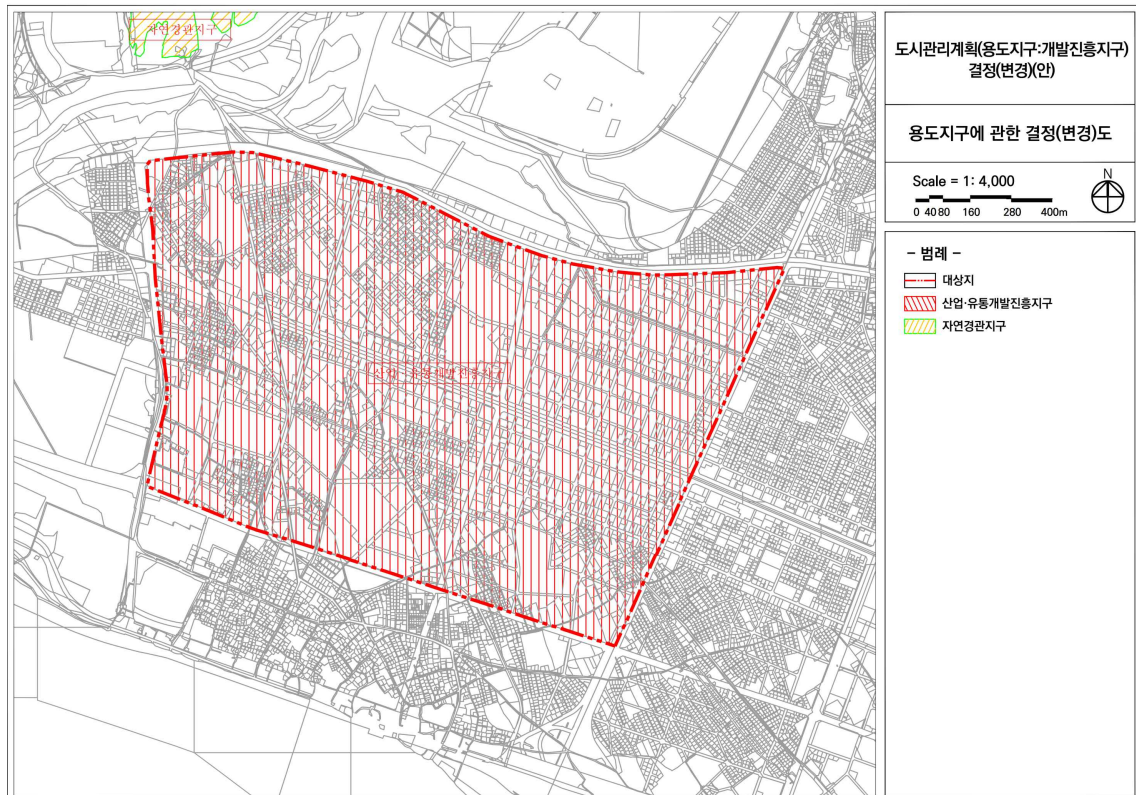 자연경관지구
산업·유통개발진흥지구
도시관리계획(용도지구:개발진흥지구)
결정(변경)(안)
용도지구에 관한 결정(변경)도
Scale = 1: 4,000
N
0 40 80 160 280 400m
- 범례 -
대상지
산업·유통개발진흥지구
자연경관지구